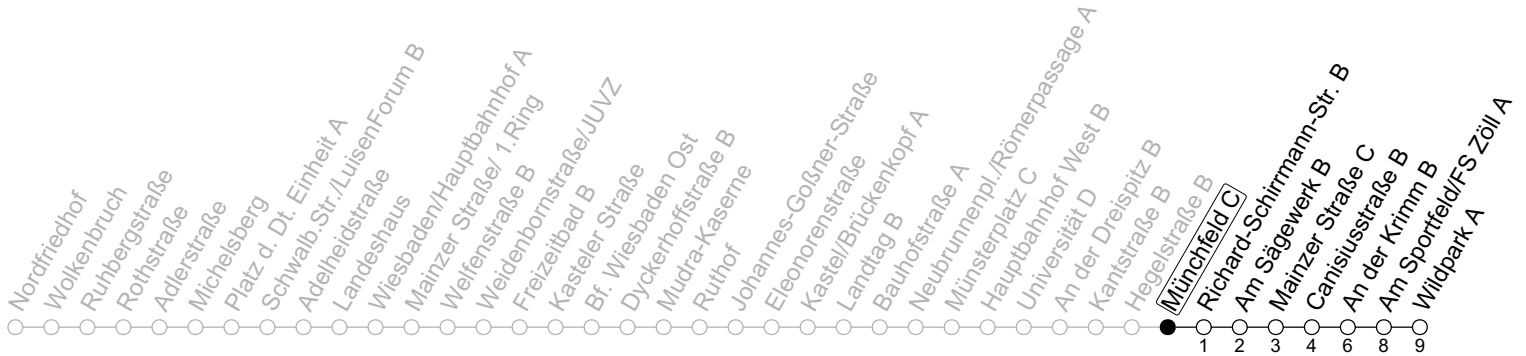 Nordfriedhof
Wolkenbruch
Ruhbergstraße
Rothstraße
Adlerstraße
Michelsberg
Platz d. Dt. Einheit A
Schwalb.Str./LuisenForum B
Adelheidstraße
Landeshaus
Wiesbaden/Hauptbahnhof A
Mainzer Straße/ 1.Ring
Welfenstraße B
Weidenbornstraße/JUVZ
Freizeitbad B
Kasteler Straße
Bf. Wiesbaden Ost
Dyckerhoffstraße B
Mudra-Kaserne
Ruthof
Johannes-Goßner-Straße
Eleonorenstraße
Kastel/Brückenkopf A
Landtag B
Bauhofstraße A
Neubrunnenpl./Römerpassage A
Münsterplatz C
Hauptbahnhof West B
Universität D
An der Dreispitz B
Kantstraße B
Hegelstraße B
Münchfeld C
Richard-Schirrmann-Str. B
Am Sägewerk B
Mainzer Straße C
Canisiusstraße B
An der Krimm B
Am Sportfeld/FS Zöll A
Wildpark A
1 2 3 4 6 8 9